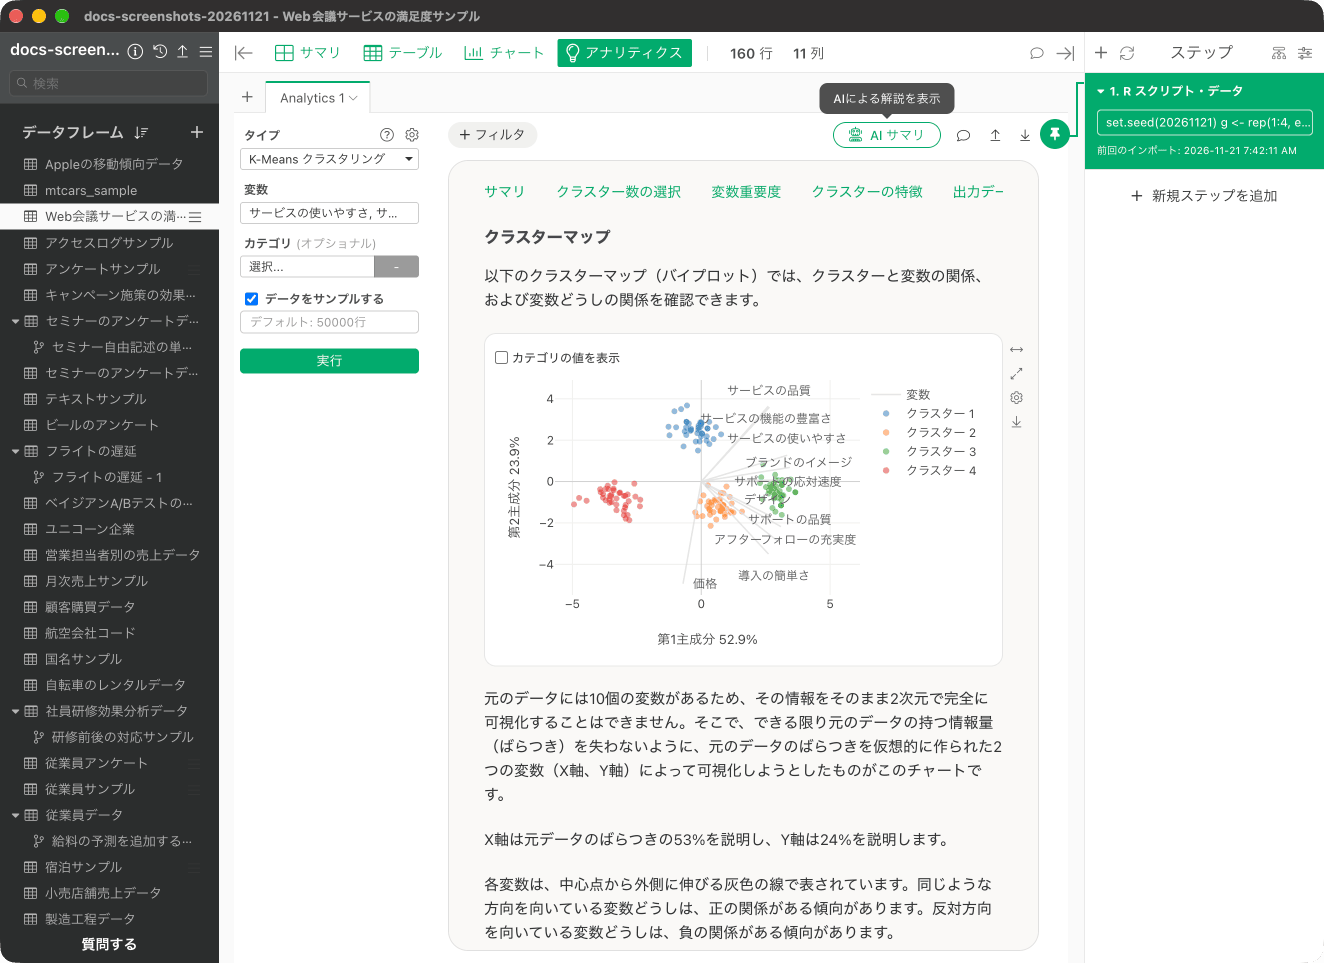 docs-screenshots-20261121 - Web会議サービスの満足度サンプル
docs-screen...
検索
データフレーム
Appleの移動傾向データ
mtcars_sample
Web会議サービスの満…
アクセスログサンプル
アンケートサンプル
キャンペーン施策の効果…
セミナーのアンケートデ…
セミナー自由記述の単…
セミナーのアンケートデ…
テキストサンプル
ビールのアンケート
フライトの遅延
フライトの遅延 - 1
ベイジアンA/Bテストの…
ユニコーン企業
営業担当者別の売上データ
月次売上サンプル
顧客購買データ
航空会社コード
国名サンプル
自転車のレンタルデータ
社員研修効果分析データ
研修前後の対応サンプル
従業員アンケート
従業員サンプル
従業員データ
給料の予測を追加する…
宿泊サンプル
小売店舗売上データ
製造工程データ
質問する
サマリ
テーブル
チャート
アナリティクス
160 行
11 列
Analytics 1
タイプ
K-Means クラスタリング
変数
サービスの使いやすさ, サ...
カテゴリ (オプショナル)
選択...
-
データをサンプルする
デフォルト: 50000行
実行
フィルタ
AIによる解説を表示
AI サマリ
サマリ
クラスター数の選択
変数重要度
クラスターの特徴
出力デー
クラスターマップ
以下のクラスターマップ（バイプロット）では、クラスターと変数の関係、
および変数どうしの関係を確認できます。
カテゴリの値を表示
第2主成分 23.9%
4
2
0
−2
−4
−5
0
5
第1主成分 52.9%
サービスの品質
サービスの機能の豊富さ
サービスの使いやすさ
ブランドのイメージ
サポートの応対速度
デザイン
サポートの品質
アフターフォローの充実度
導入の簡単さ
価格
変数
クラスター 1
クラスター 2
クラスター 3
クラスター 4
元のデータには10個の変数があるため、その情報をそのまま2次元で完全に
可視化することはできません。そこで、できる限り元のデータの持つ情報量
（ばらつき）を失わないように、元のデータのばらつきを仮想的に作られた2
つの変数（X軸、Y軸）によって可視化しようとしたものがこのチャートで
す。
X軸は元データのばらつきの53%を説明し、Y軸は24%を説明します。
各変数は、中心点から外側に伸びる灰色の線で表されています。同じような
方向を向いている変数どうしは、正の関係がある傾向があります。反対方向
を向いている変数どうしは、負の関係がある傾向があります。
ステップ
1. R スクリプト・データ
set.seed(20261121) g <- rep(1:4, e...
前回のインポート: 2026-11-21 7:42:11 AM
新規ステップを追加